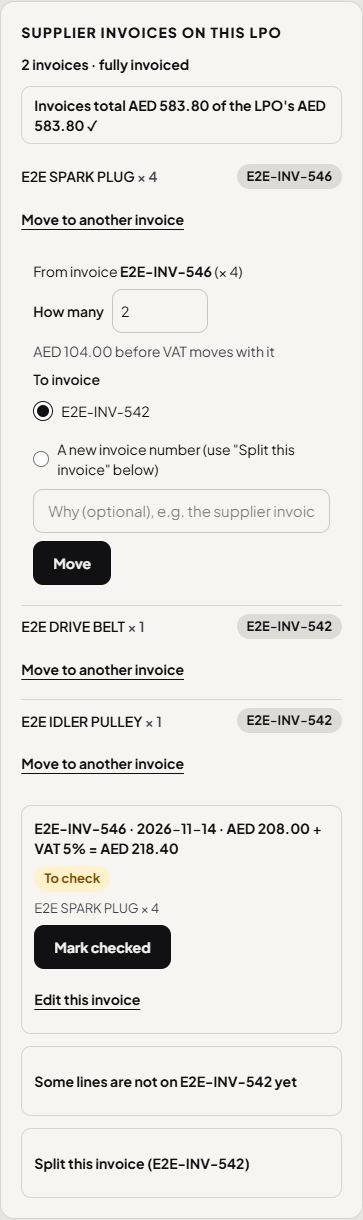 SUPPLIER INVOICES ON THIS LPO
2 invoices · fully invoiced
Invoices total AED 583.80 of the LPO's AED
583.80 ✓
E2E SPARK PLUG × 4 E2E-INV-546
Move to another invoice
From invoice E2E-INV-546 (× 4)
How many 2
AED 104.00 before VAT moves with it
To invoice
E2E-INV-542
A new invoice number (use "Split this
invoice" below)
Why (optional), e.g. the supplier invoic
Move
E2E DRIVE BELT × 1 E2E-INV-542
Move to another invoice
E2E IDLER PULLEY × 1 E2E-INV-542
Move to another invoice
E2E-INV-546 · 2026-11-14 · AED 208.00 +
VAT 5% = AED 218.40
To check
E2E SPARK PLUG × 4
Mark checked
Edit this invoice
Some lines are not on E2E-INV-542 yet
Split this invoice (E2E-INV-542)